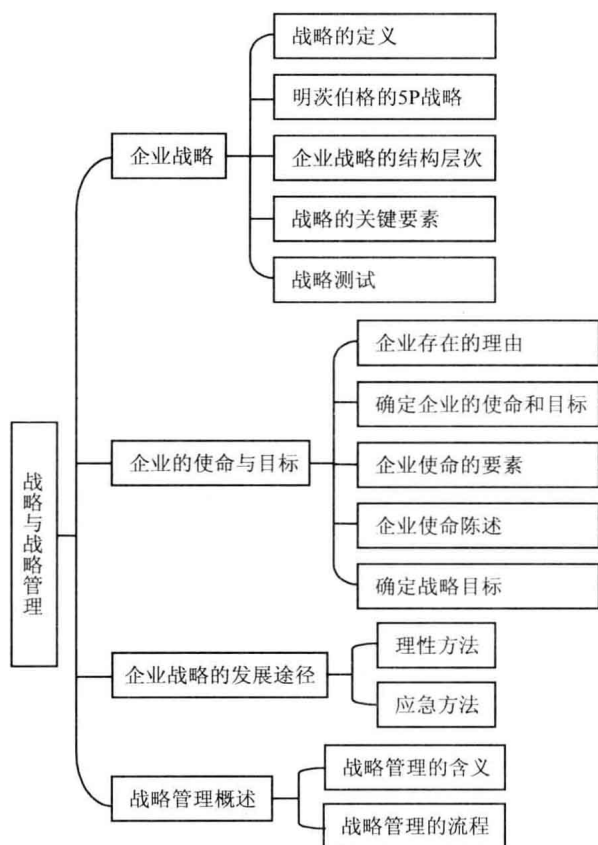 战略与战略管理
企业战略
战略的定义
明茨伯格的5P战略
企业战略的结构层次
战略的关键要素
战略测试
企业的使命与目标
企业存在的理由
确定企业的使命和目标
企业使命的要素
企业使命陈述
确定战略目标
企业战略的发展途径
理性方法
应急方法
战略管理概述
战略管理的含义
战略管理的流程